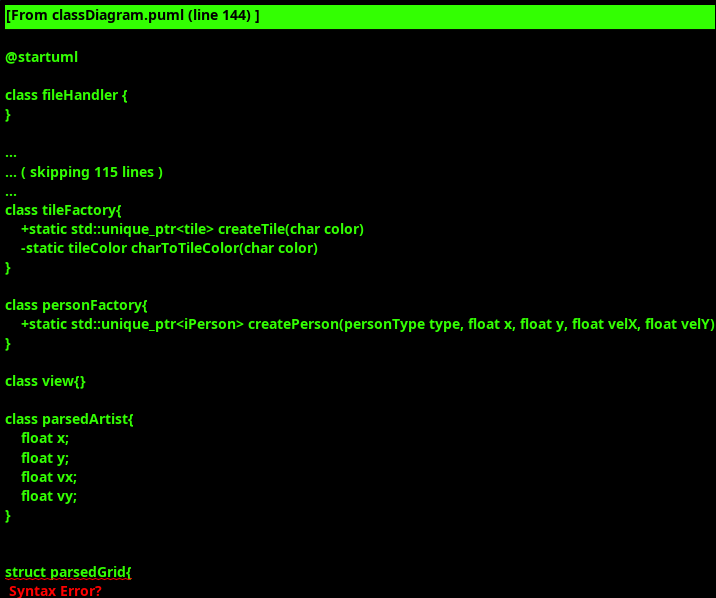 [From classDiagram.puml (line 144) ]
@startuml
class fileHandler {
}
...
... ( skipping 115 lines )
...
class tileFactory{
+static std::unique_ptr<tile> createTile(char color)
-static tileColor charToTileColor(char color)
}
class personFactory{
+static std::unique_ptr<iPerson> createPerson(personType type, float x, float y, float velX, float velY)
}
class view{}
class parsedArtist{
float x;
float y;
float vx;
float vy;
}
struct parsedGrid{
Syntax Error?